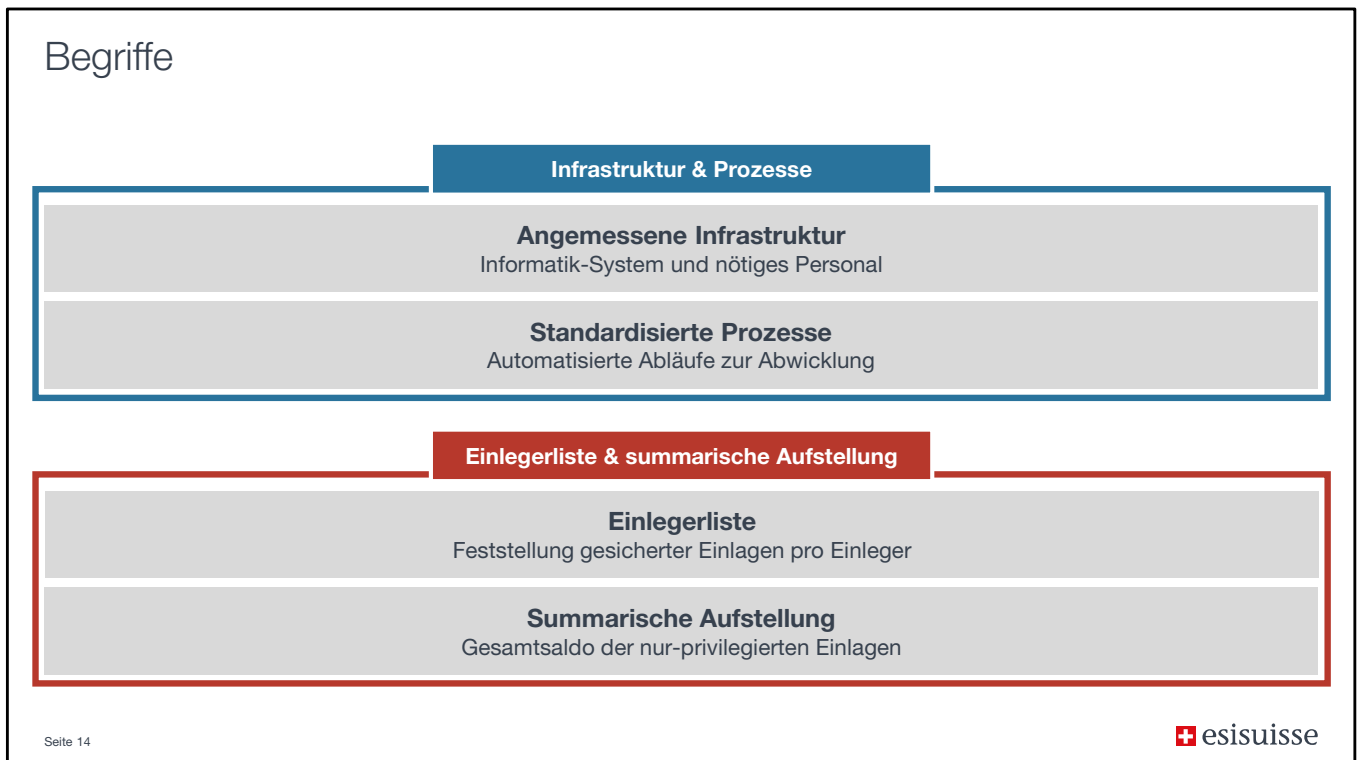 Begriffe
Infrastruktur & Prozesse
Angemessene Infrastruktur
Informatik-System und nötiges Personal
Standardisierte Prozesse
Automatisierte Abläufe zur Abwicklung
Einlegerliste & summarische Aufstellung
Einlegerliste
Feststellung gesicherter Einlagen pro Einleger
Summarische Aufstellung
Gesamtsaldo der nur-privilegierten Einlagen
Seite 14
esisuisse